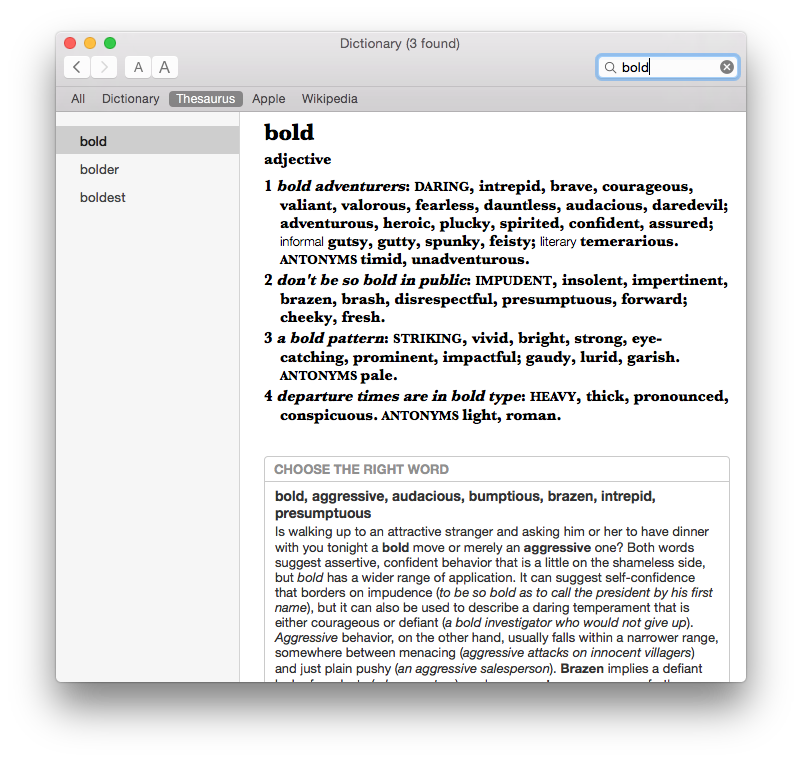 Dictionary (3 found)
A A
bold
All Dictionary Thesaurus Apple Wikipedia
bold
bolder
boldest
bold
adjective
1 bold adventurers: DARING, intrepid, brave, courageous,
valiant, valorous, fearless, dauntless, audacious, daredevil;
adventurous, heroic, plucky, spirited, confident, assured;
informal gutsy, gutty, spunky, feisty; literary temerarious.
ANTONYMS timid, unadventurous.
2 don't be so bold in public: IMPUDENT, insolent, impertinent,
brazen, brash, disrespectful, presumptuous, forward;
cheeky, fresh.
3 a bold pattern: STRIKING, vivid, bright, strong, eye-
catching, prominent, impactful; gaudy, lurid, garish.
ANTONYMS pale.
4 departure times are in bold type: HEAVY, thick, pronounced,
conspicuous. ANTONYMS light, roman.
CHOOSE THE RIGHT WORD
bold, aggressive, audacious, bumptious, brazen, intrepid,
presumptuous
Is walking up to an attractive stranger and asking him or her to have dinner
with you tonight a bold move or merely an aggressive one? Both words
suggest assertive, confident behavior that is a little on the shameless side,
but bold has a wider range of application. It can suggest self-confidence
that borders on impudence (to be so bold as to call the president by his first
name), but it can also be used to describe a daring temperament that is
either courageous or defiant (a bold investigator who would not give up).
Aggressive behavior, on the other hand, usually falls within a narrower range,
somewhere between menacing (aggressive attacks on innocent villagers)
and just plain pushy (an aggressive salesperson). Brazen implies a defiant